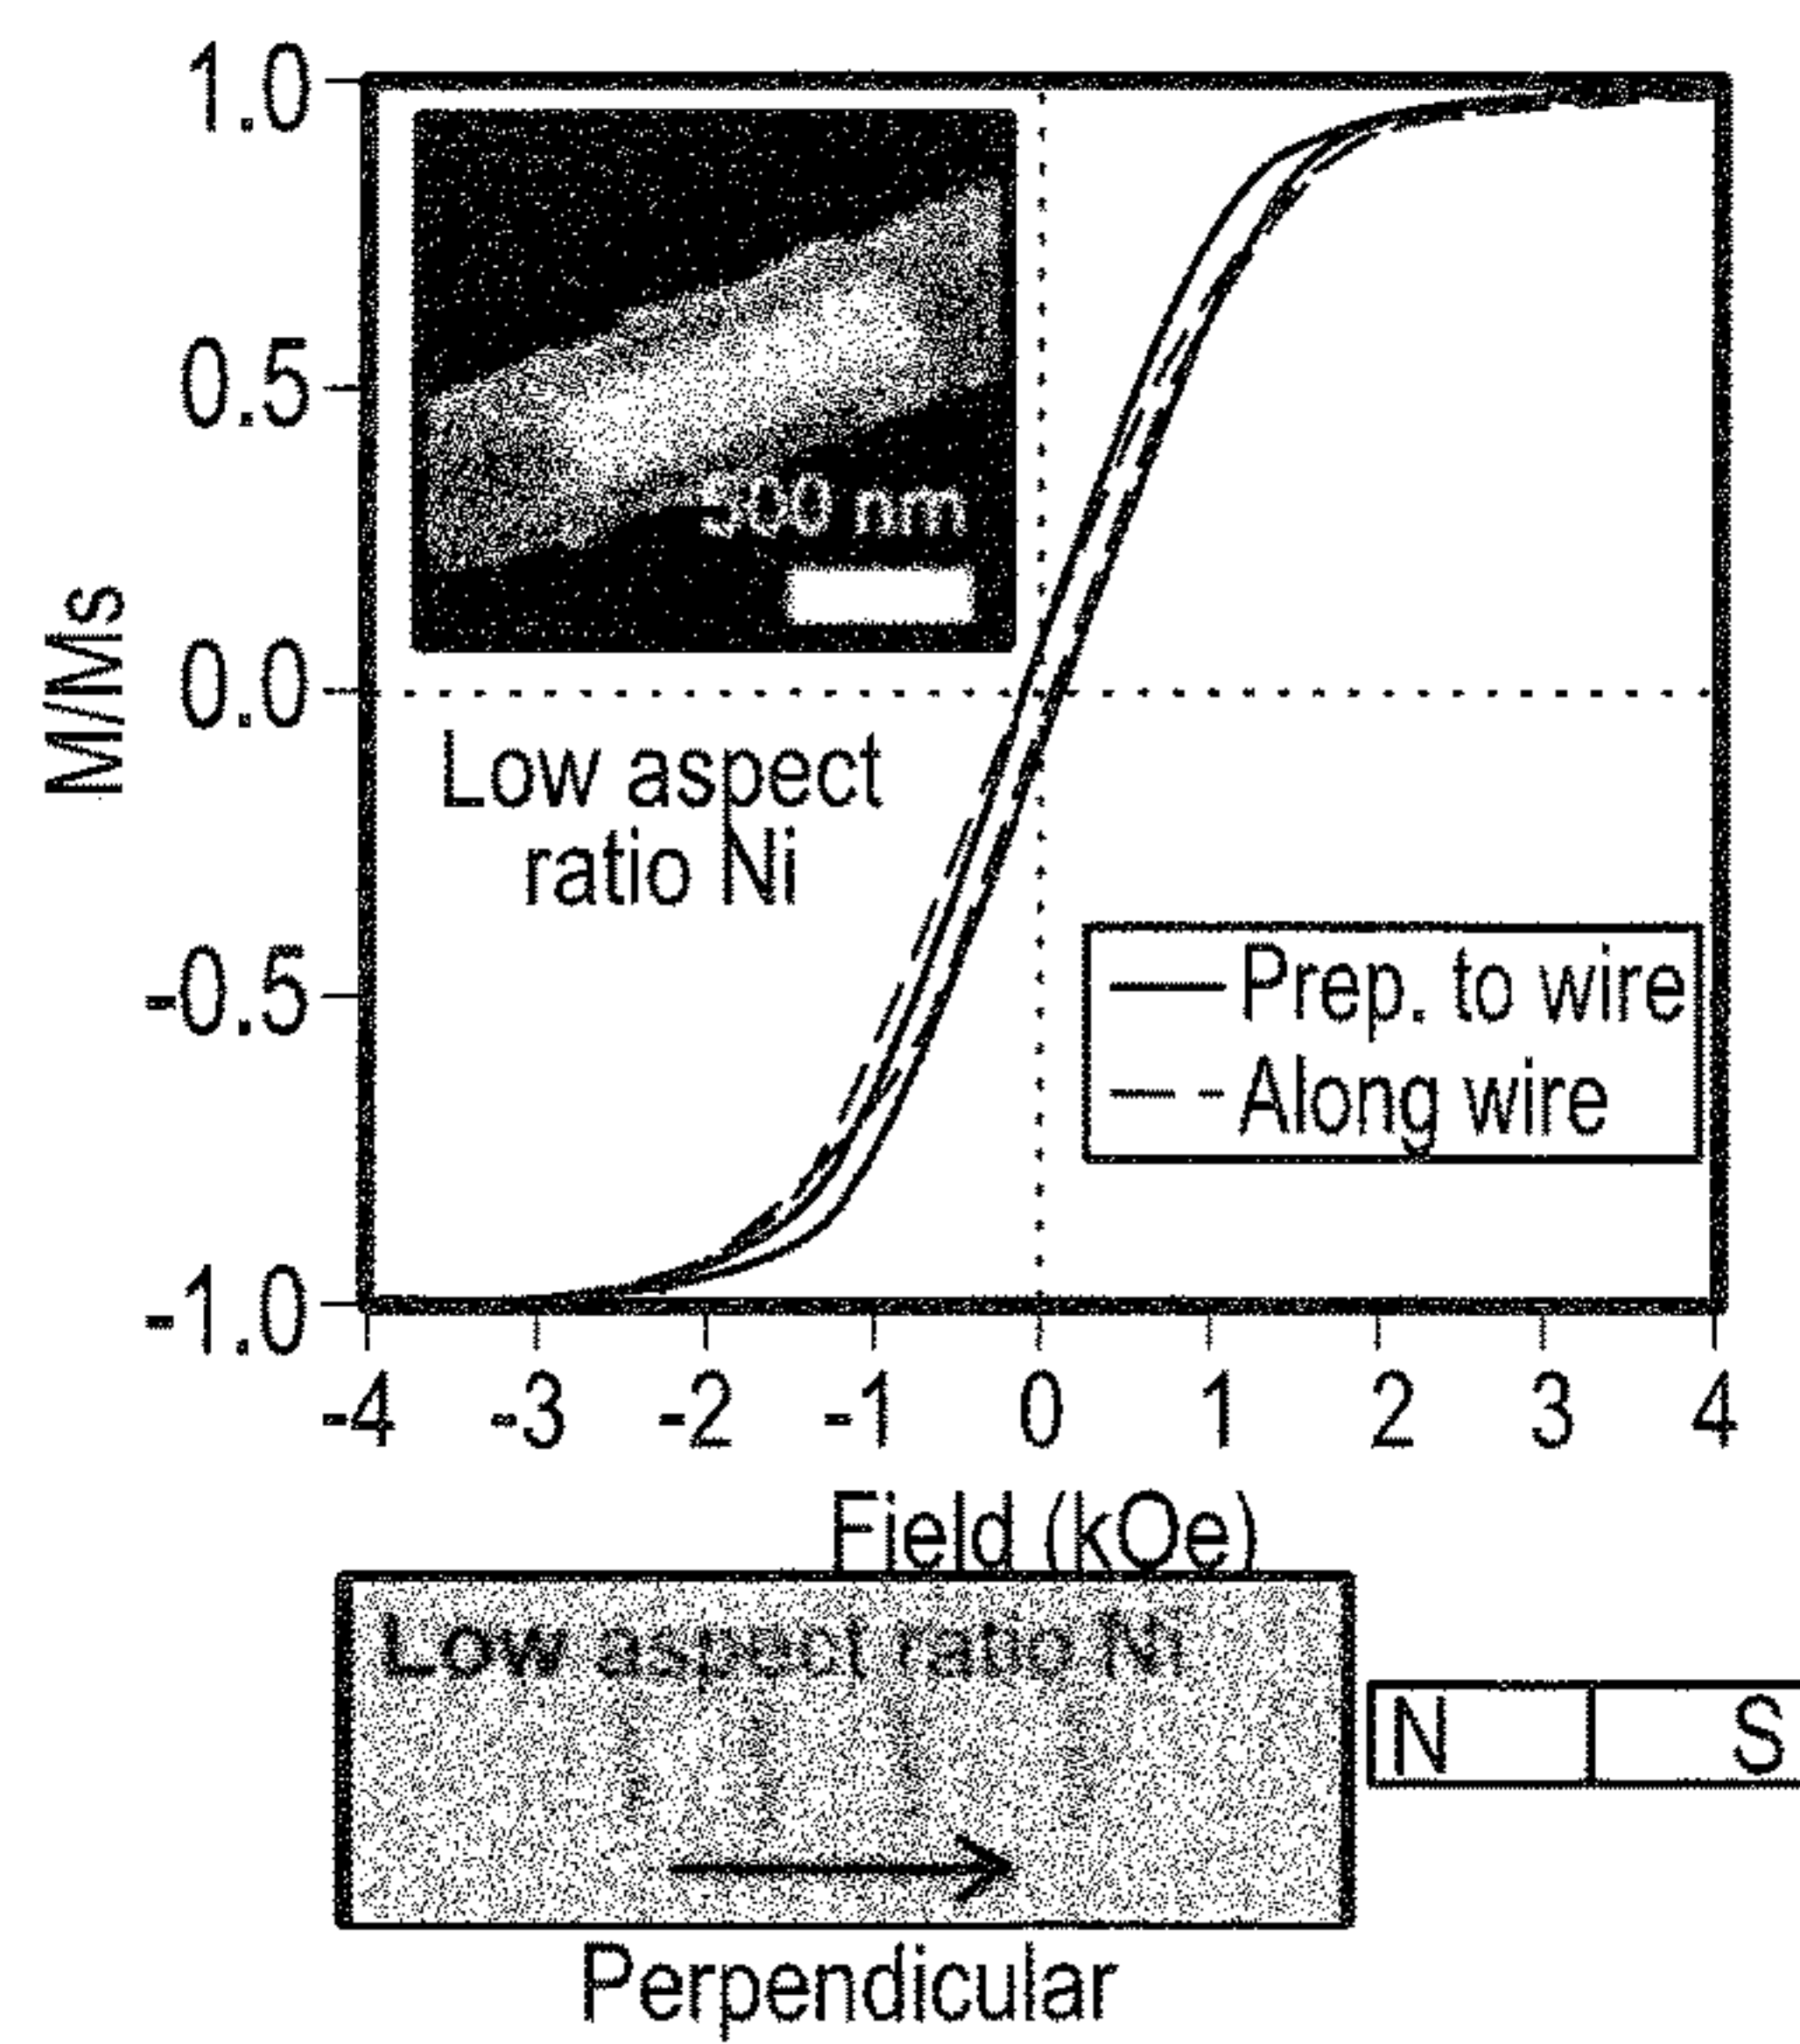 1.0
0.5
0.0
-0.5
-1.0
M/Ms
500 nm
Low aspect
ratio Ni
Prep. to wire
Along wire
-4 -3 -2 -1 0 1 2 3 4
Field (kOe)
Low aspect ratio Ni
N S
Perpendicular